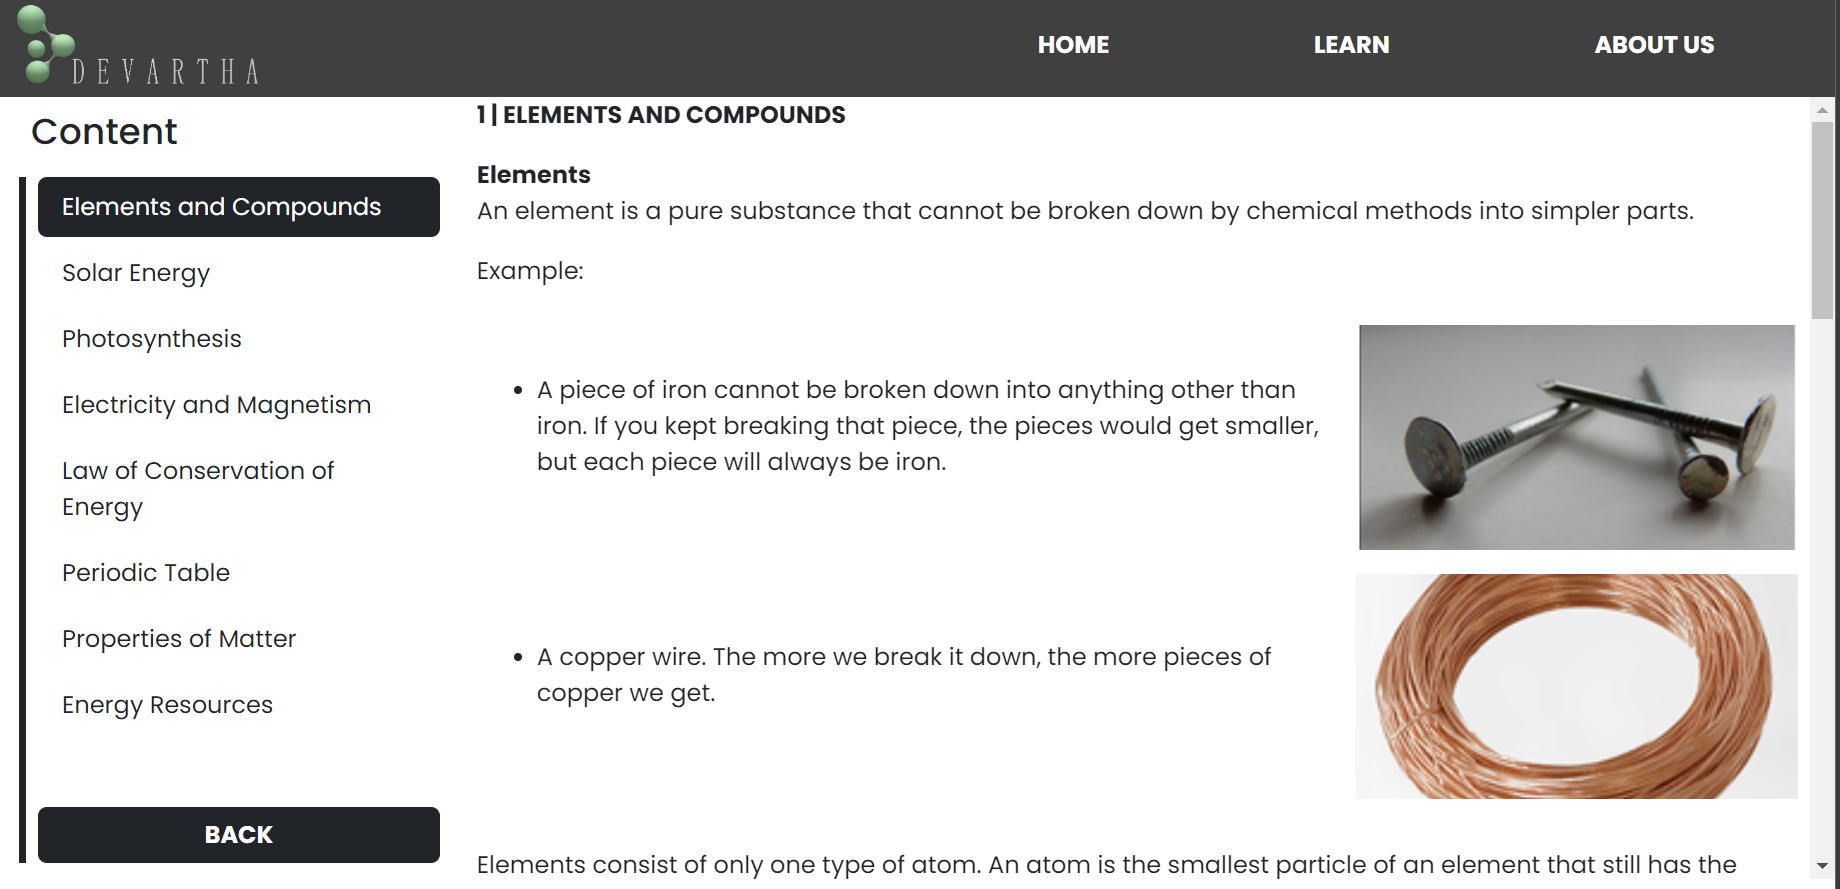 DEVARTHA
HOME
LEARN
ABOUT US
Content
Elements and Compounds
Solar Energy
Photosynthesis
Electricity and Magnetism
Law of Conservation of
Energy
Periodic Table
Properties of Matter
Energy Resources
BACK
1 | ELEMENTS AND COMPOUNDS
Elements
An element is a pure substance that cannot be broken down by chemical methods into simpler parts.
Example:
• A piece of iron cannot be broken down into anything other than
iron. If you kept breaking that piece, the pieces would get smaller,
but each piece will always be iron.
• A copper wire. The more we break it down, the more pieces of
copper we get.
Elements consist of only one type of atom. An atom is the smallest particle of an element that still has the